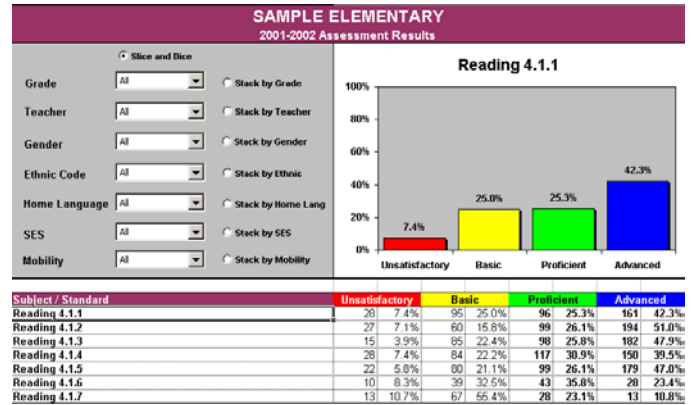 SAMPLE ELEMENTARY
2001-2002 Assessment Results
Slice and Dice
Grade All Stack by Grade
Teacher All Stack by Teacher
Gender All Stack by Gender
Ethnic Code All Stack by Ethnic
Home Language All Stack by Home Lang
SES All Stack by SES
Mobility All Stack by Mobility
Reading 4.1.1
100%
80%
60%
40%
20%
0%
7.4%
25.0%
25.3%
42.3%
Unsatisfactory Basic Proficient Advanced
Subject / Standard Unsatisfactory Basic Proficient Advanced
Reading 4.1.1 28 7.4% 95 25.0% 96 25.3% 161 42.3%
Reading 4.1.2 27 7.1% 60 15.8% 99 26.1% 194 51.0%
Reading 4.1.3 15 3.9% 85 22.4% 98 25.8% 182 47.9%
Reading 4.1.4 28 7.4% 84 22.2% 117 30.9% 150 39.5%
Reading 4.1.5 22 5.8% 80 21.1% 99 26.1% 179 47.0%
Reading 4.1.6 10 8.3% 39 32.5% 43 35.8% 28 23.4%
Reading 4.1.7 13 10.7% 67 55.4% 28 23.1% 13 10.8%